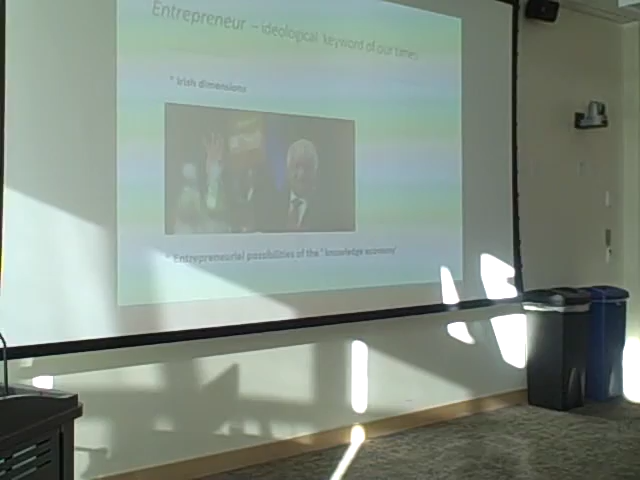 Entrepreneur – ideological keyword of our times
* Irish dimensions
* Entrepreneurial possibilities of the 'knowledge economy'